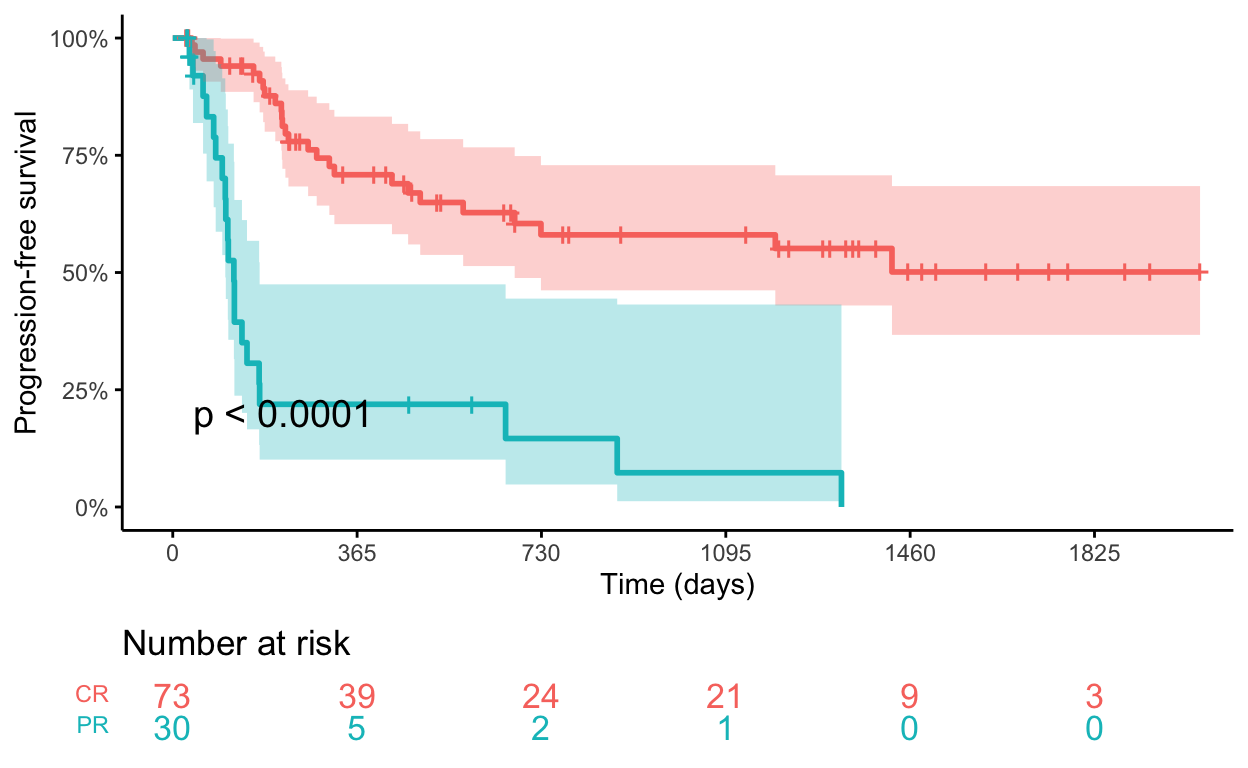 Progression-free survival
100%
75%
50%
25%
0%
p < 0.0001
0 365 730 1095 1460 1825
Time (days)
Number at risk
CR 73 39 24 21 9 3
PR 30 5 2 1 0 0